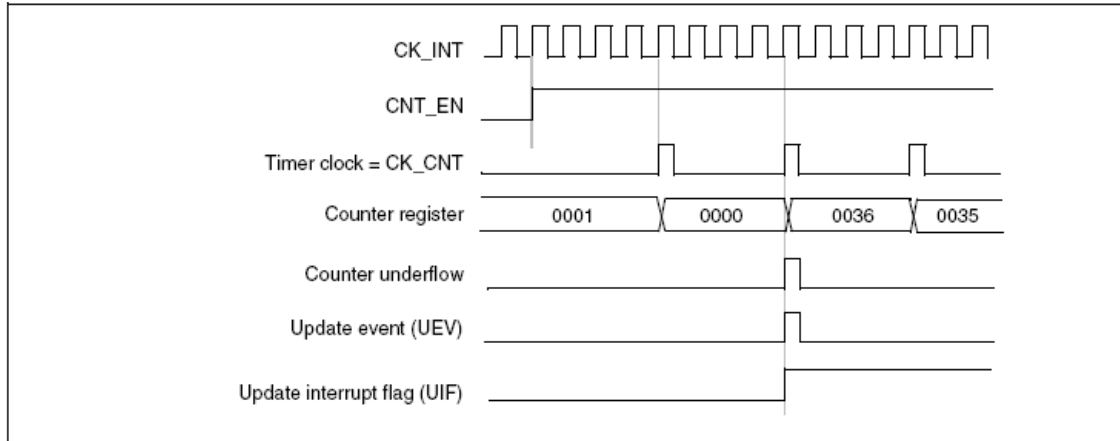 CK_INT
CNT_EN
Timer clock = CK_CNT
Counter register 0001 0000 0036 0035
Counter underflow
Update event (UEV)
Update interrupt flag (UIF)